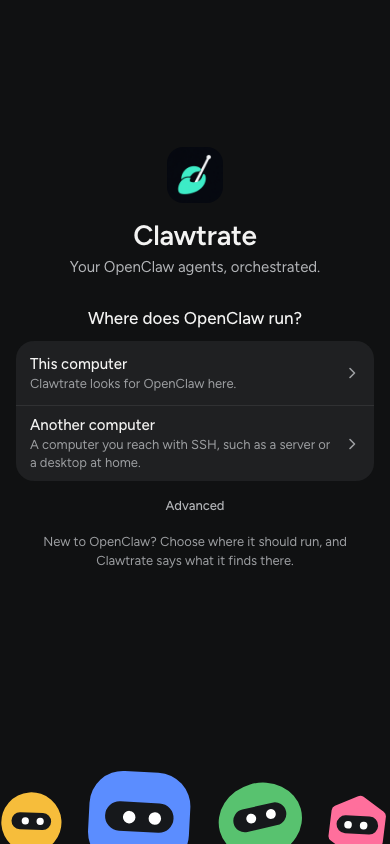 Clawtrate
Your OpenClaw agents, orchestrated.
Where does OpenClaw run?
This computer
Clawtrate looks for OpenClaw here.
Another computer
A computer you reach with SSH, such as a server or
a desktop at home.
Advanced
New to OpenClaw? Choose where it should run, and
Clawtrate says what it finds there.